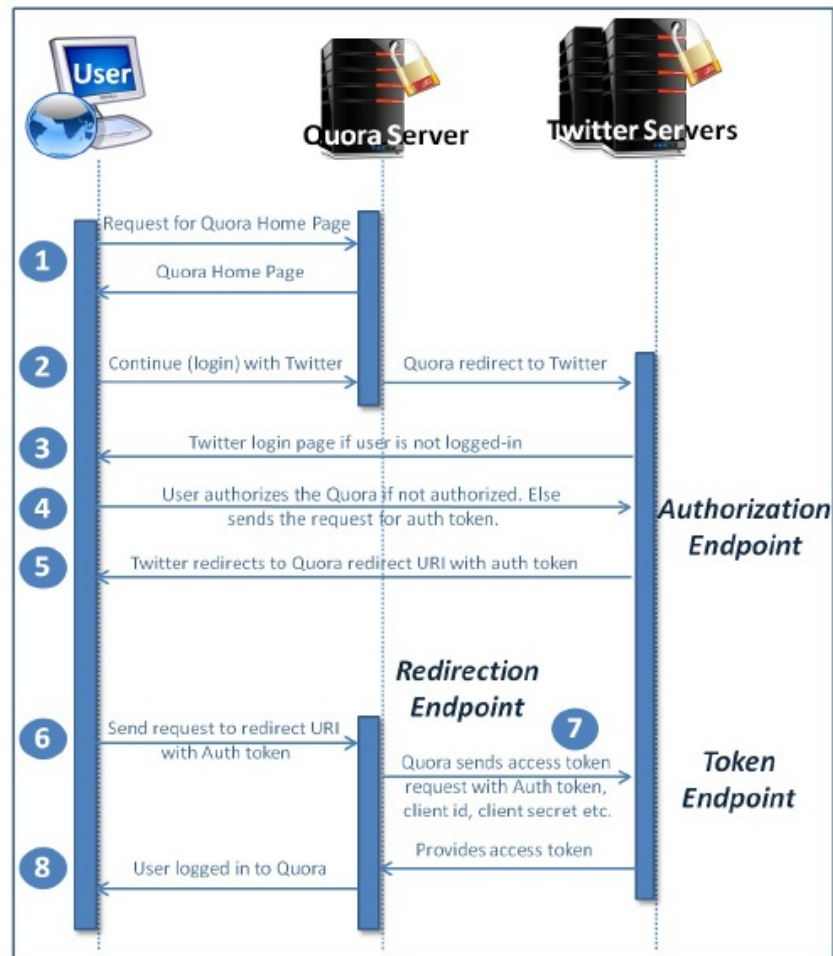 User
Quora Server
Twitter Servers
Request for Quora Home Page
1
Quora Home Page
2
Continue (login) with Twitter
Quora redirect to Twitter
3
Twitter login page if user is not logged-in
4
User authorizes the Quora if not authorized. Else
sends the request for auth token.
Authorization
Endpoint
5
Twitter redirects to Quora redirect URI with auth token
Redirection
Endpoint
6
Send request to redirect URI
with Auth token
7
Quora sends access token
request with Auth token,
client id, client secret etc.
Token
Endpoint
Provides access token
8
User logged in to Quora